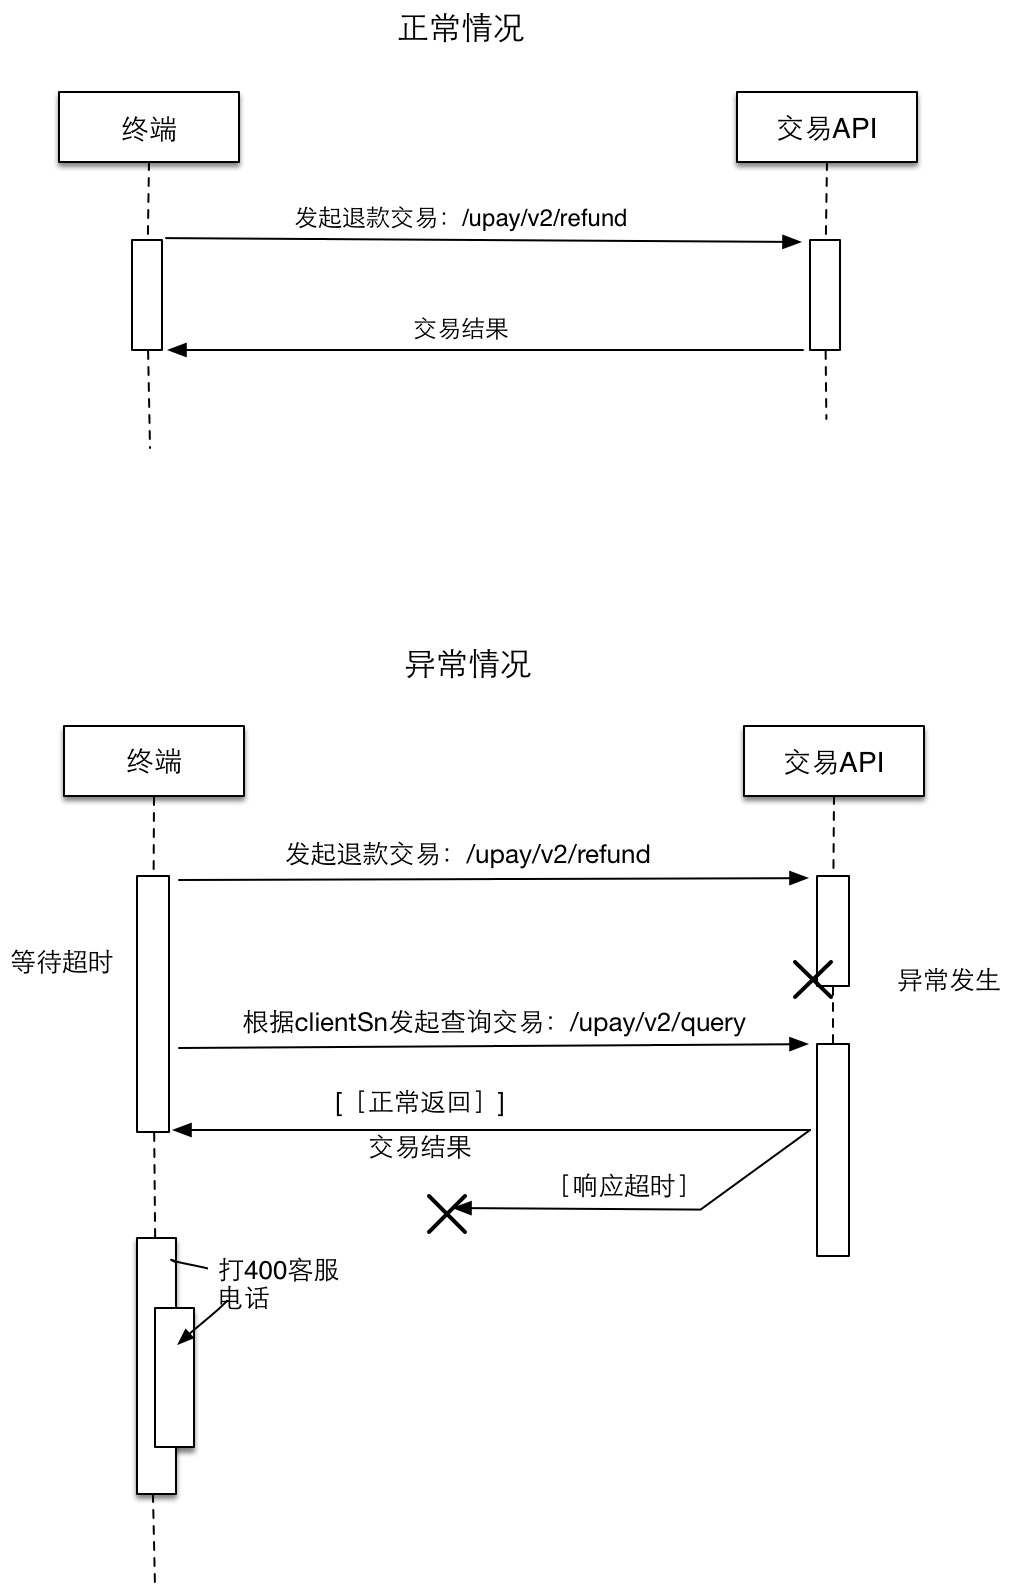 正常情况
终端
交易API
发起退款交易：/upay/v2/refund
交易结果
异常情况
终端
交易API
发起退款交易：/upay/v2/refund
等待超时
异常发生
根据clientSn发起查询交易：/upay/v2/query
[［正常返回］]
交易结果
［响应超时］
打400客服
电话